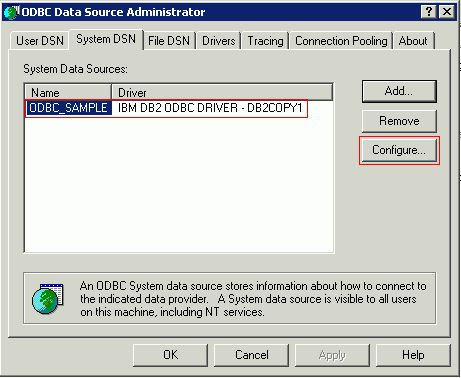 ODBC Data Source Administrator
User DSN System DSN File DSN Drivers Tracing Connection Pooling About
System Data Sources:
Name Driver
ODBC_SAMPLE IBM DB2 ODBC DRIVER - DB2COPY1
Add...
Remove
Configure...
An ODBC System data source stores information about how to connect to
the indicated data provider. A System data source is visible to all users
on this machine, including NT services.
OK Cancel Apply Help